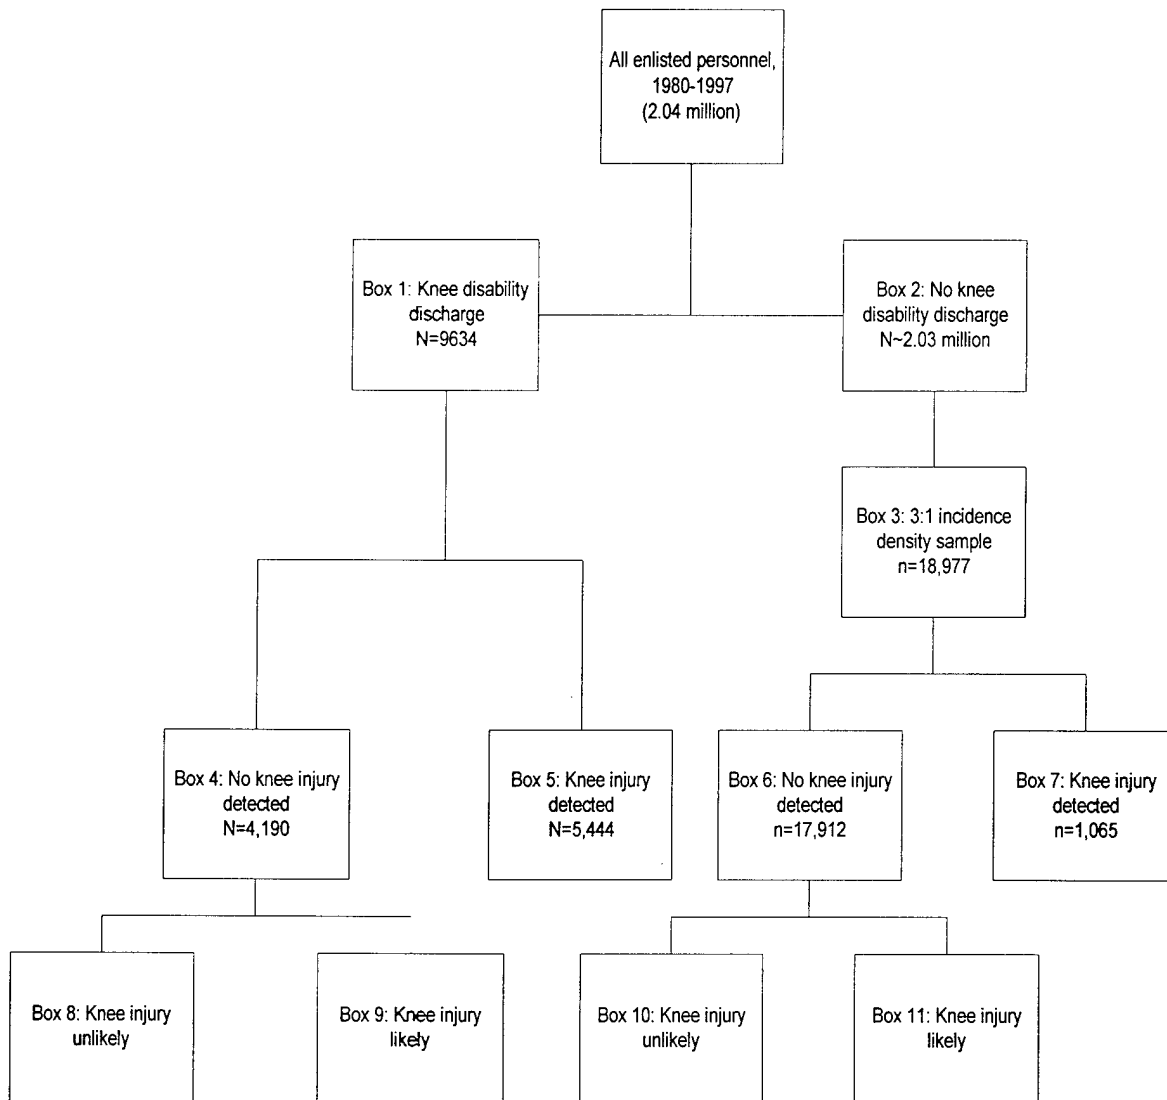 All enlisted personnel,
1980-1997
(2.04 million)
Box 1: Knee disability
discharge
N=9634
Box 2: No knee
disability discharge
N~2.03 million
Box 3: 3:1 incidence
density sample
n=18,977
Box 4: No knee injury
detected
N=4,190
Box 5: Knee injury
detected
N=5,444
Box 6: No knee injury
detected
n=17,912
Box 7: Knee injury
detected
n=1,065
Box 8: Knee injury
unlikely
Box 9: Knee injury
likely
Box 10: Knee injury
unlikely
Box 11: Knee injury
likely